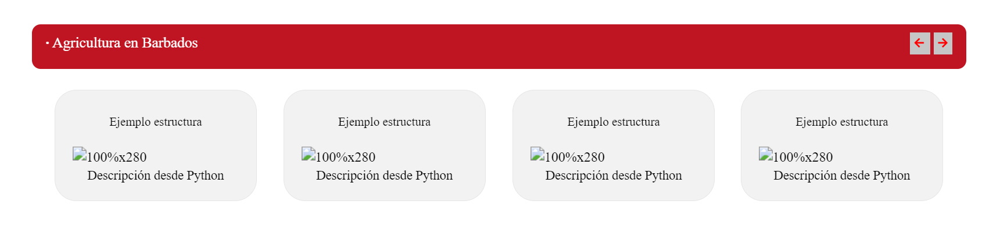 · Agricultura en Barbados
Ejemplo estructura
100%x280
Descripción desde Python
Ejemplo estructura
100%x280
Descripción desde Python
Ejemplo estructura
100%x280
Descripción desde Python
Ejemplo estructura
100%x280
Descripción desde Python